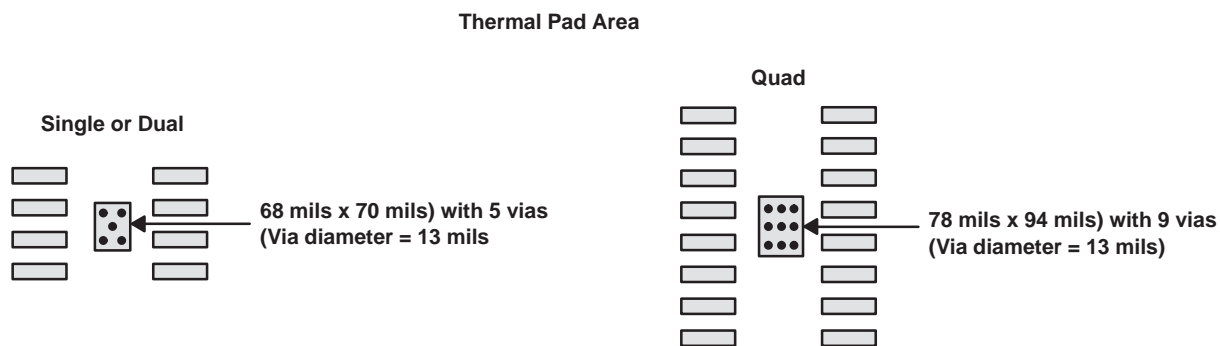 Thermal Pad Area
Single or Dual
68 mils x 70 mils) with 5 vias
(Via diameter = 13 mils
Quad
78 mils x 94 mils) with 9 vias
(Via diameter = 13 mils)